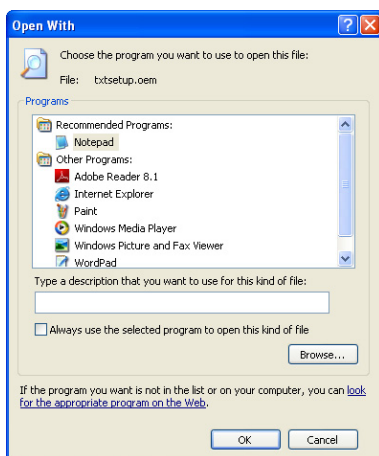 Open With
Choose the program you want to use to open this file:
File: txtsetup.oem
Programs
Recommended Programs:
Notepad
Other Programs:
Adobe Reader 8.1
Internet Explorer
Paint
Windows Media Player
Windows Picture and Fax Viewer
WordPad
Type a description that you want to use for this kind of file:
Always use the selected program to open this kind of file
Browse...
If the program you want is not in the list or on your computer, you can look
for the appropriate program on the Web.
OK Cancel